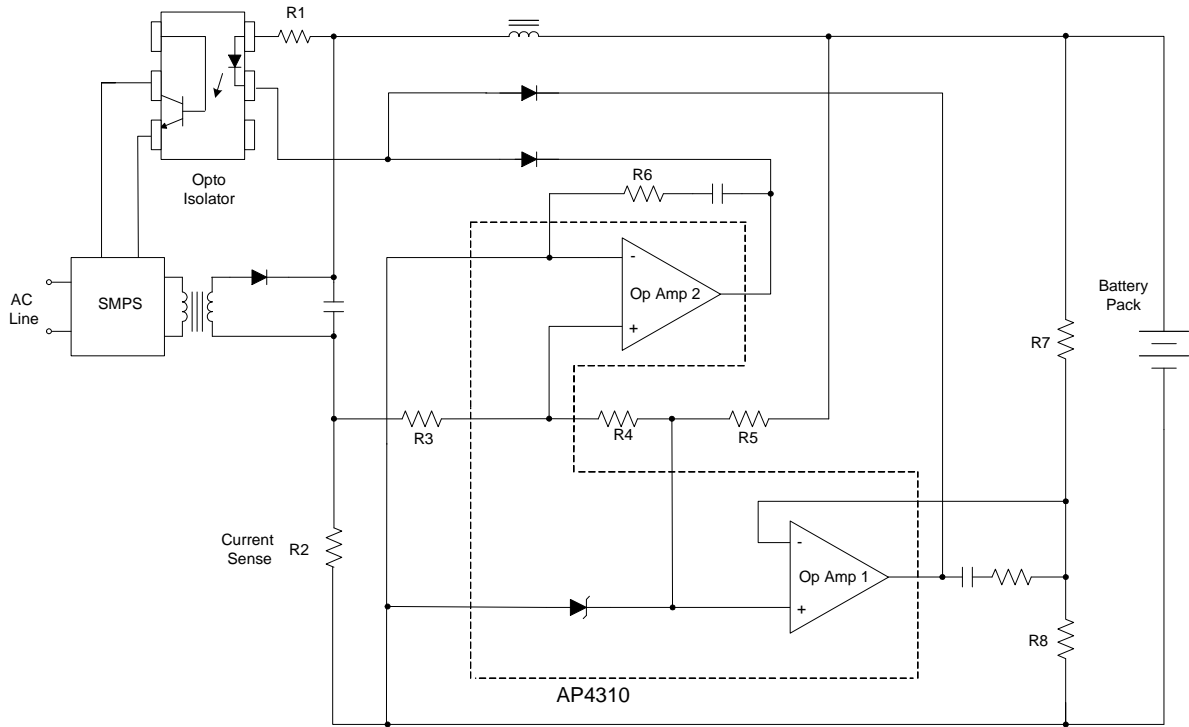 R1
Opto
Isolator
R6
-
Op Amp 2
+
AC
Line
SMPS
Battery
Pack
R7
R3
R4
R5
Current
Sense
R2
-
Op Amp 1
+
R8
AP4310